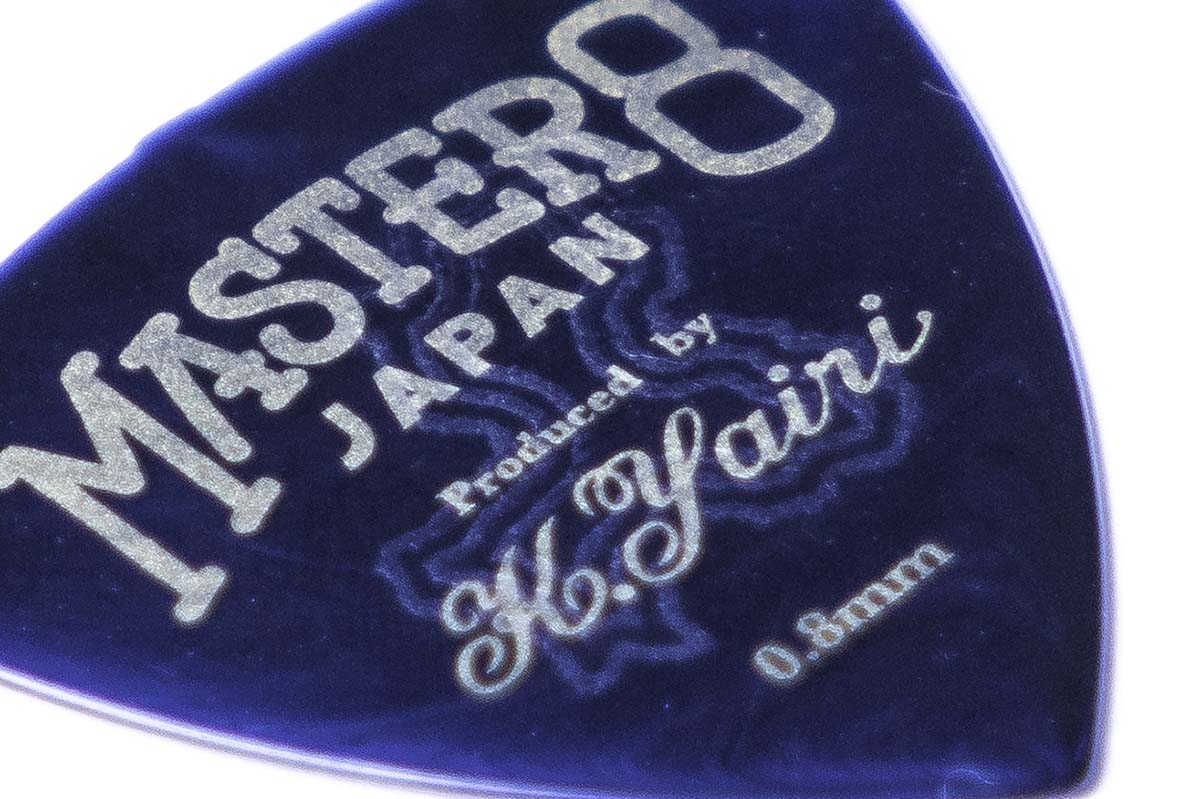 MASTER8
JAPAN
Produced by
K.Yairi
0.8mm